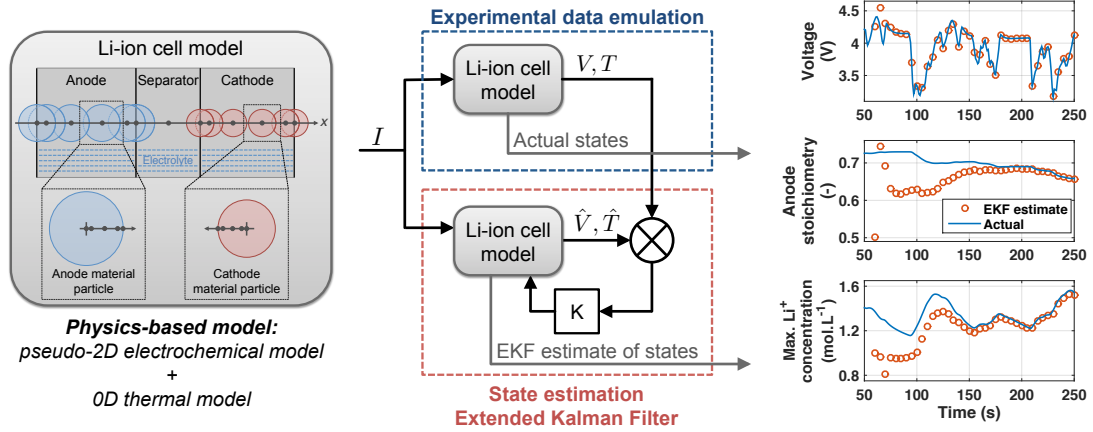 Li-ion cell model
Anode
Separator
Cathode
x
Electrolyte
Anode material
particle
Cathode
material particle
Physics-based model:
pseudo-2D electrochemical model
+
0D thermal model
Experimental data emulation
I
Li-ion cell
model
V, T
Actual states
Li-ion cell
model
V̂, T̂
K
EKF estimate of states
State estimation
Extended Kalman Filter
Voltage
(V)
4.5
4
3.5
50 100 150 200 250
Anode
stoichiometry
(-)
0.7
0.6
0.5
EKF estimate
Actual
50 100 150 200 250
Max. Li⁺
concentration
(mol.L⁻¹)
1.6
1.2
0.8
50 100 150 200 250
Time (s)